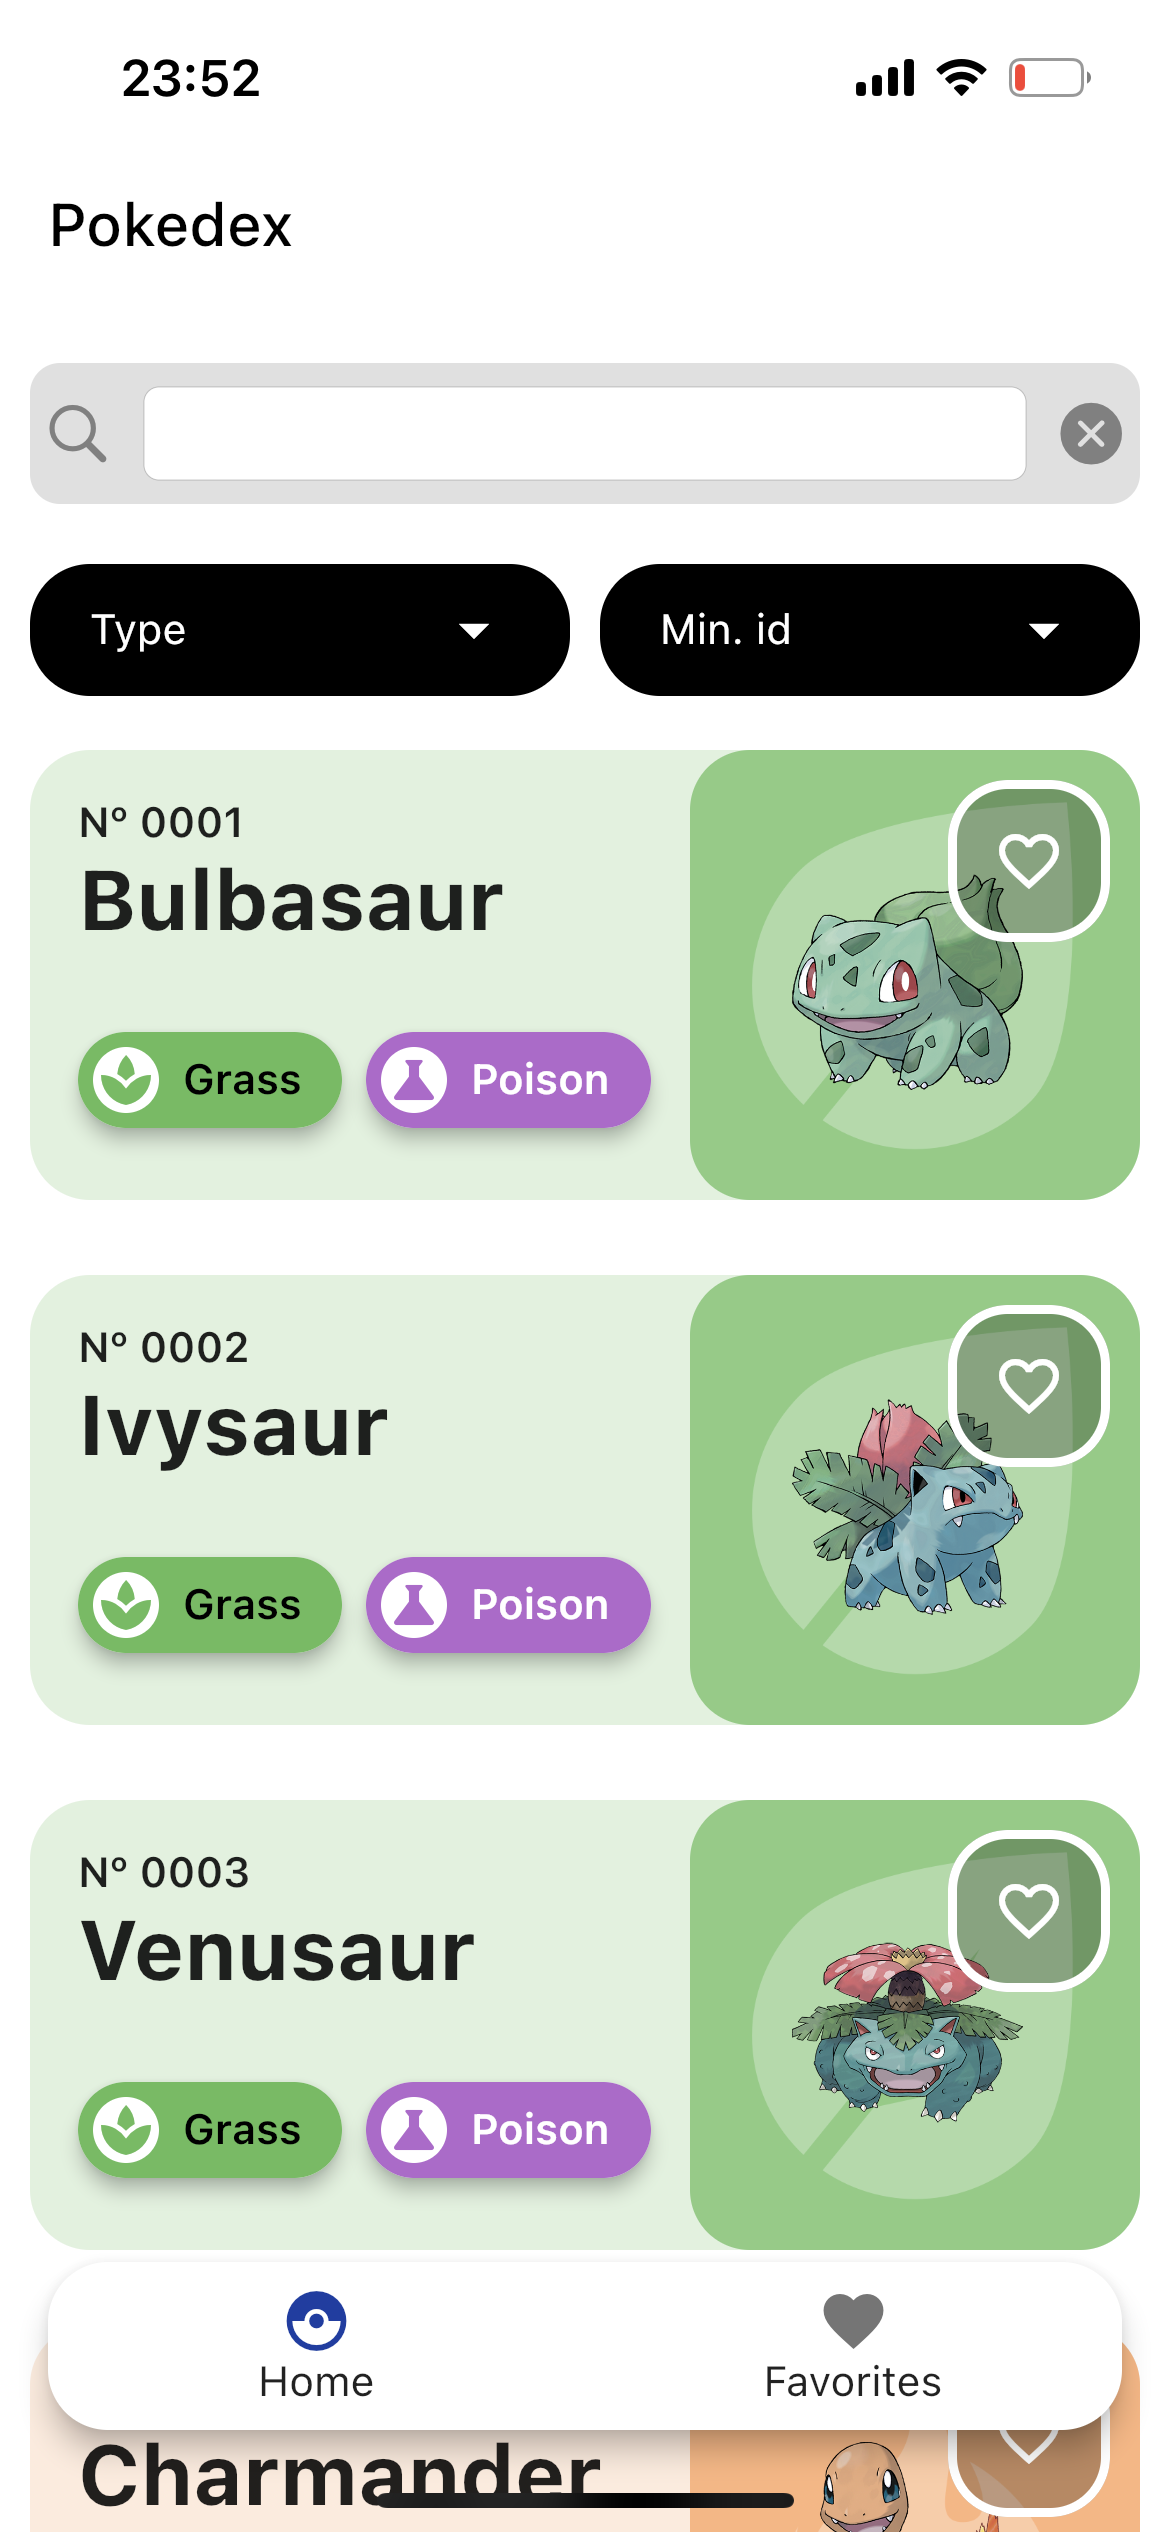 23:52
Pokedex
Type
Min. id
Nº 0001
Bulbasaur
Grass
Poison
Nº 0002
Ivysaur
Grass
Poison
Nº 0003
Venusaur
Grass
Poison
Home
Favorites
Charmander